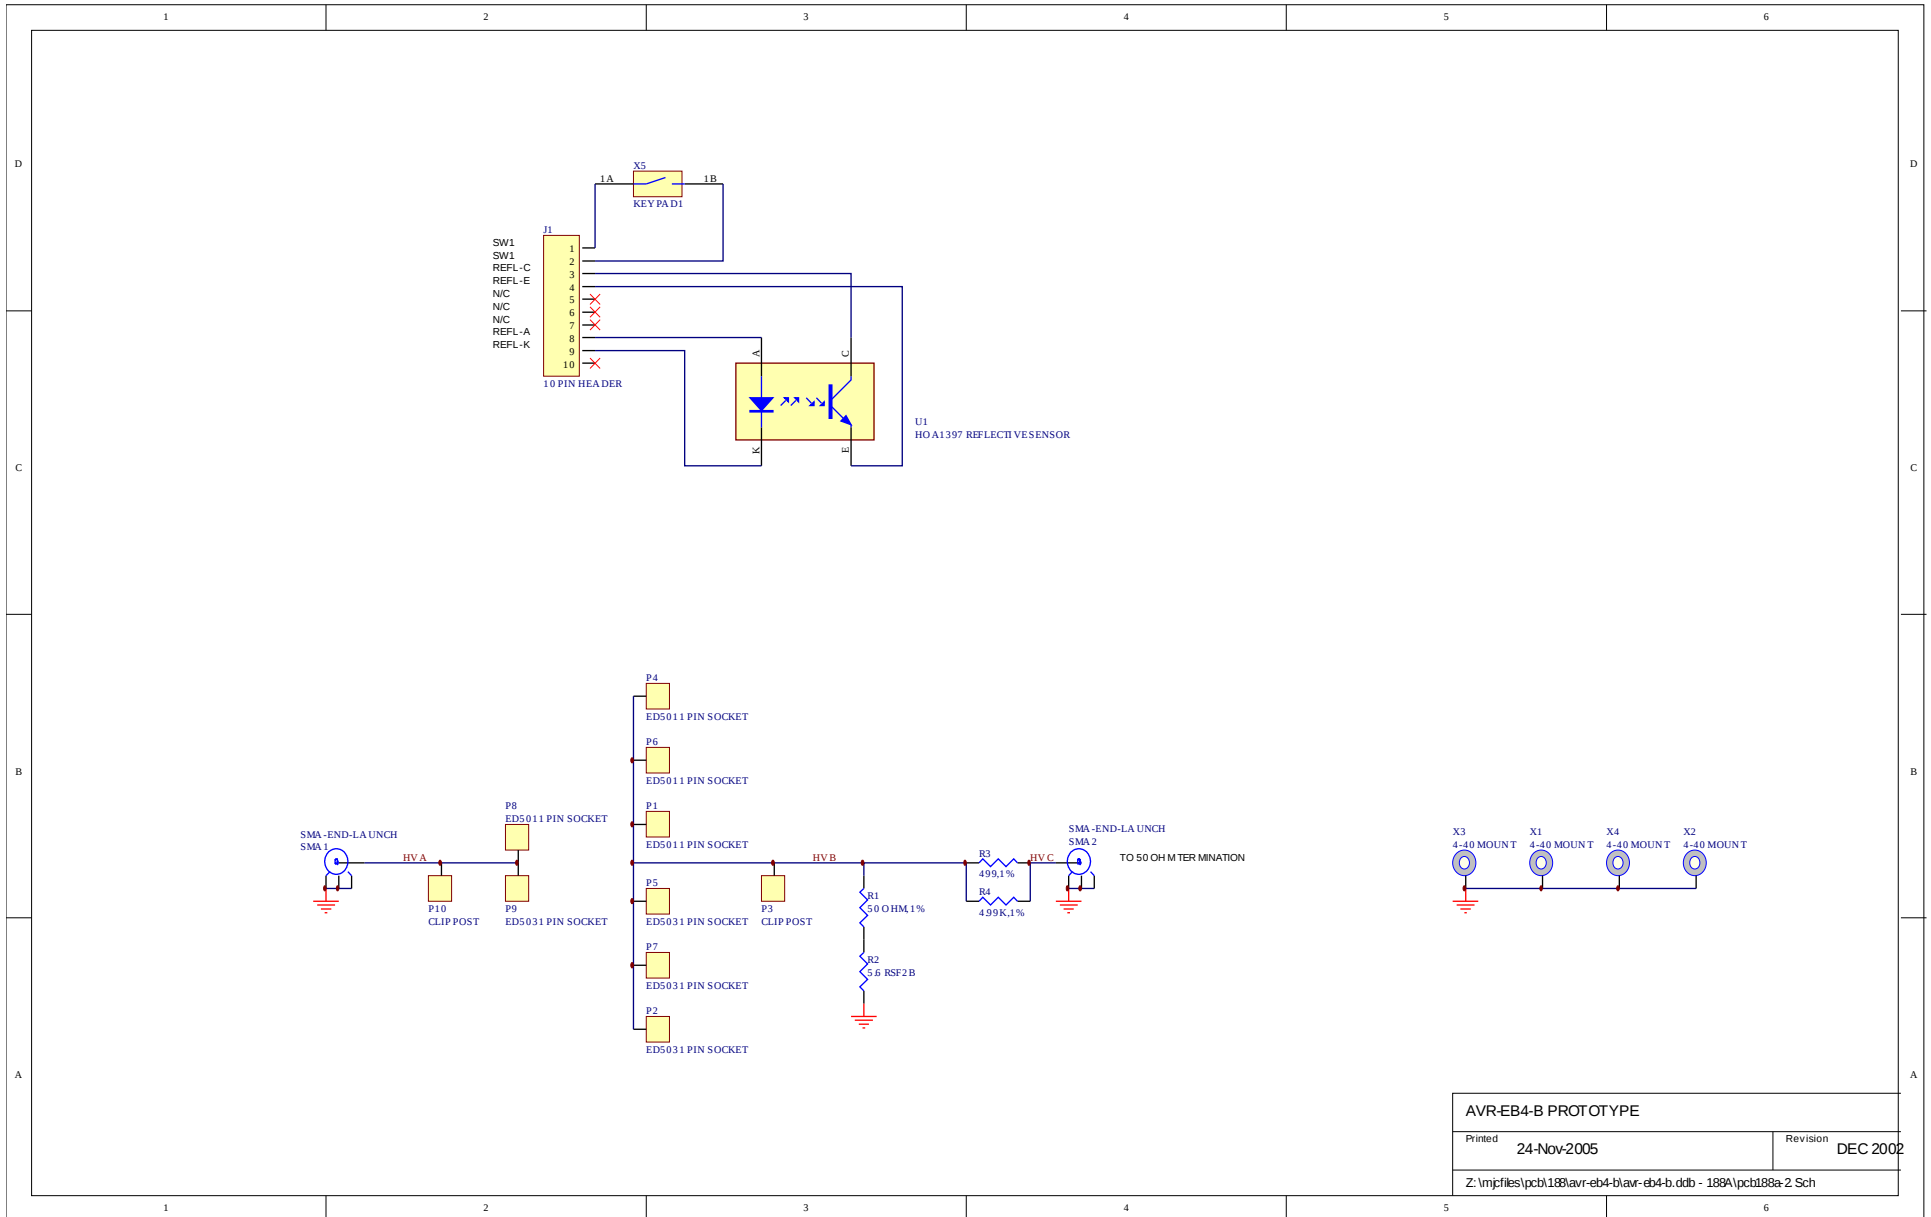 1 2 3 4 5 6
D D
X5
1A 1B
KEYPAD1
J1
SW1 1
SW1 2
REFL-C 3
REFL-E 4
N/C 5
N/C 6
N/C 7
REFL-A 8
REFL-K 9
10
10 PIN HEADER
A C
K E
U1
HOA1397 REFLECTIVE SENSOR
C C
P4
ED5011 PIN SOCKET
P6
ED5011 PIN SOCKET
B B
P1
ED5011 PIN SOCKET
P8
ED5011 PIN SOCKET
SMA-END-LAUNCH
SMA1
HVA
P10
CLIP POST
P9
ED5031 PIN SOCKET
HVB
P5
ED5031 PIN SOCKET
P3
CLIP POST
R1
50 OHM, 1%
R2
5.6 RSF2B
P7
ED5031 PIN SOCKET
P2
ED5031 PIN SOCKET
R3
499, 1%
R4
4.99K, 1%
HVC
SMA-END-LAUNCH
SMA2
TO 50 OHM TERMINATION
X3 X1 X4 X2
4-40 MOUNT 4-40 MOUNT 4-40 MOUNT 4-40 MOUNT
A A
AVR-EB4-B PROTOTYPE
Printed 24-Nov-2005 Revision DEC 2002
Z:\mjcfiles\pcb\188\avr-eb4-b\avr-eb4-b.ddb - 188A\pcb188a-2.Sch
1 2 3 4 5 6